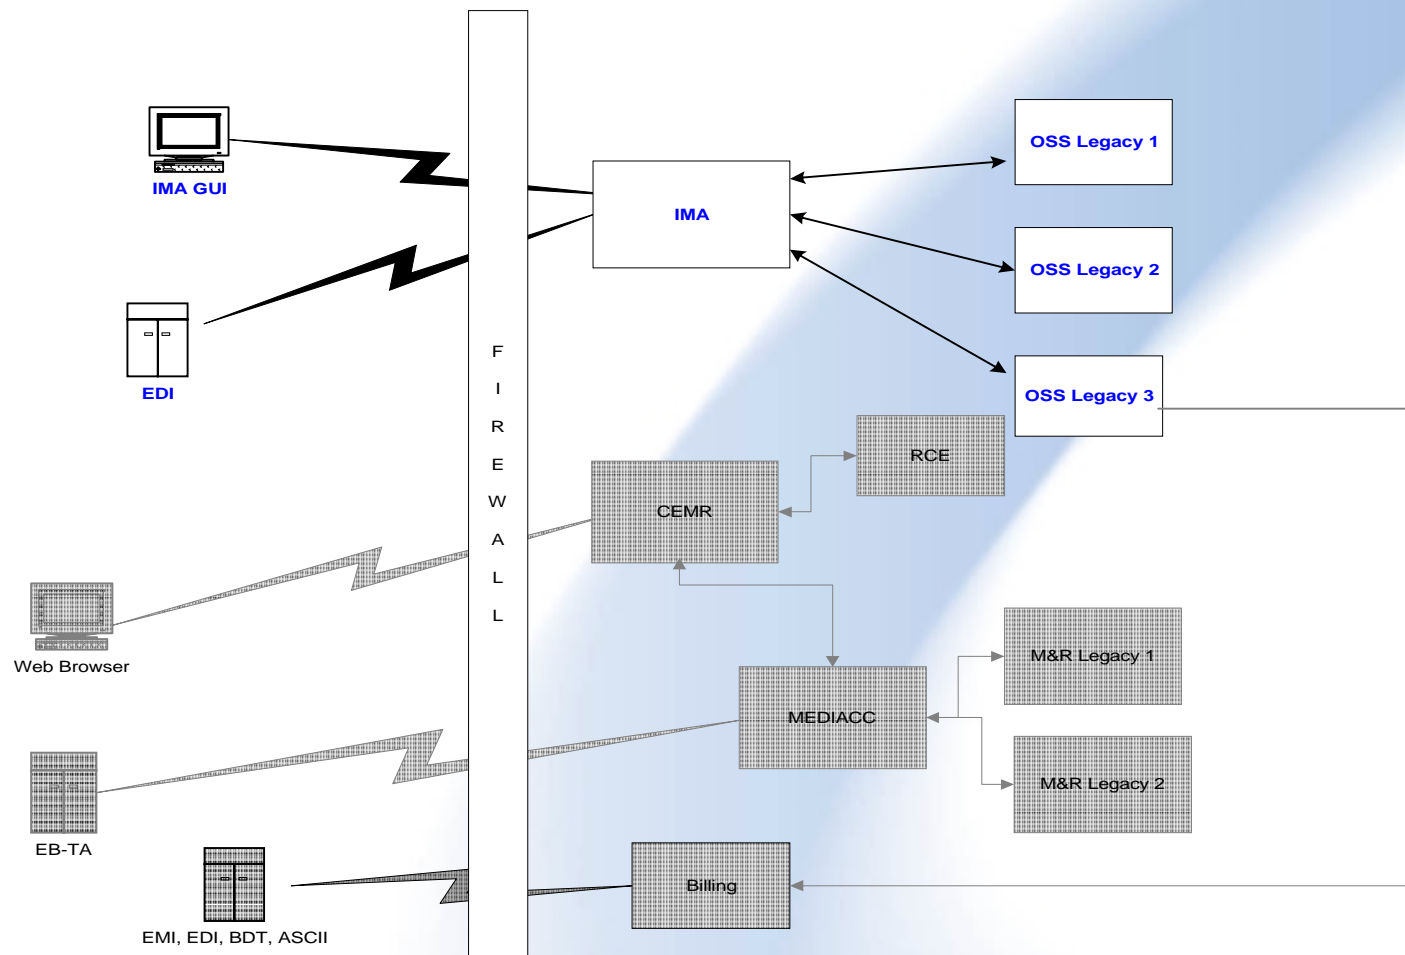 IMA GUI
EDI
F
I
R
E
W
A
L
L
IMA
OSS Legacy 1
OSS Legacy 2
OSS Legacy 3
RCE
CEMR
Web Browser
M&R Legacy 1
MEDIACC
M&R Legacy 2
EB-TA
Billing
EMI, EDI, BDT, ASCII